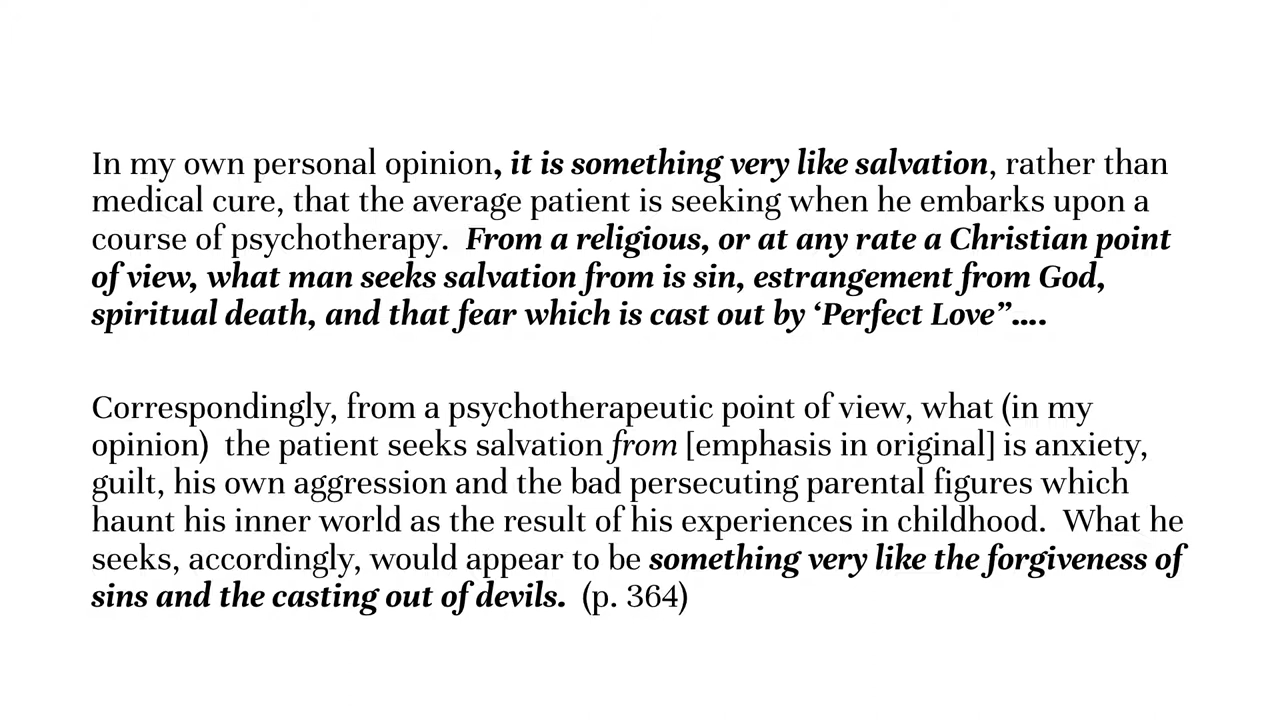 In my own personal opinion, it is something very like salvation, rather than
medical cure, that the average patient is seeking when he embarks upon a
course of psychotherapy.  From a religious, or at any rate a Christian point
of view, what man seeks salvation from is sin, estrangement from God,
spiritual death, and that fear which is cast out by ‘Perfect Love”....
Correspondingly, from a psychotherapeutic point of view, what (in my
opinion)  the patient seeks salvation from [emphasis in original] is anxiety,
guilt, his own aggression and the bad persecuting parental figures which
haunt his inner world as the result of his experiences in childhood.  What he
seeks, accordingly, would appear to be something very like the forgiveness of
sins and the casting out of devils.  (p. 364)